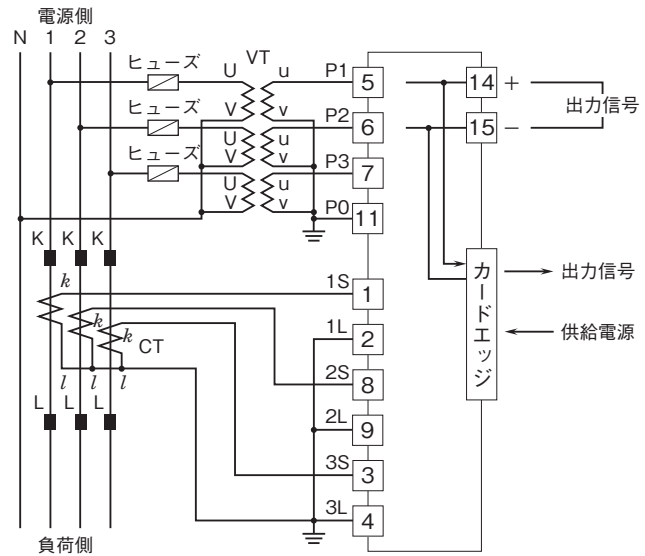 電源側
N 1 2 3
ヒューズ
ヒューズ
ヒューズ
VT
U u
V v
U u
V v
U u
V v
P1 5
P2 6
P3 7
P0 11
14 +
15 −
出力信号
K K K
k k k
CT
l l l
L L L
1S 1
1L 2
2S 8
2L 9
3S 3
3L 4
カードエッジ
出力信号
供給電源
負荷側